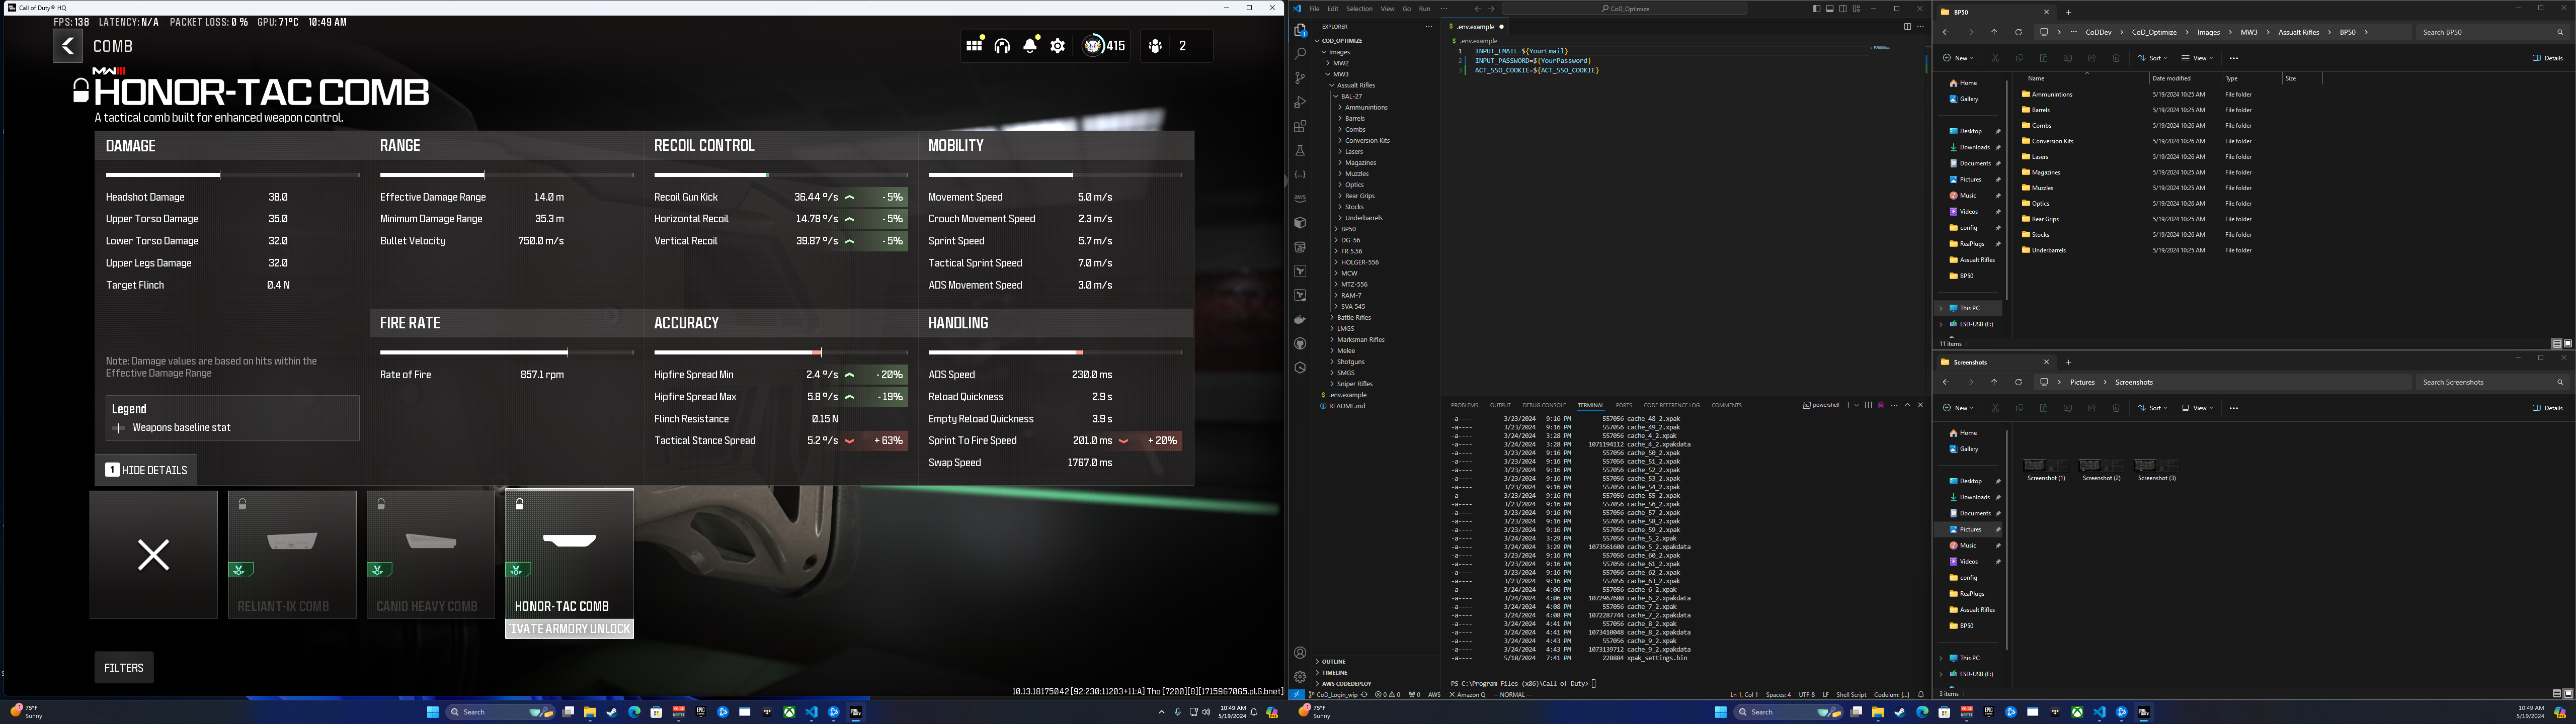 Call of Duty® HQ
FPS: 138 LATENCY: N/A PACKET LOSS: 0 % GPU: 71°C 10:49 AM
COMB
415
2
MWIII
HONOR-TAC COMB
A tactical comb built for enhanced weapon control.
DAMAGE
Headshot Damage 38.0
Upper Torso Damage 35.0
Lower Torso Damage 32.0
Upper Legs Damage 32.0
Target Flinch 0.4 N
Note: Damage values are based on hits within the
Effective Damage Range
Legend
Weapons baseline stat
1 HIDE DETAILS
RANGE
Effective Damage Range 14.0 m
Minimum Damage Range 35.3 m
Bullet Velocity 750.0 m/s
FIRE RATE
Rate of Fire 857.1 rpm
RECOIL CONTROL
Recoil Gun Kick 36.44 º/s - 5%
Horizontal Recoil 14.78 º/s - 5%
Vertical Recoil 39.87 º/s - 5%
ACCURACY
Hipfire Spread Min 2.4 º/s - 20%
Hipfire Spread Max 5.8 º/s - 19%
Flinch Resistance 0.15 N
Tactical Stance Spread 5.2 º/s + 63%
MOBILITY
Movement Speed 5.0 m/s
Crouch Movement Speed 2.3 m/s
Sprint Speed 5.7 m/s
Tactical Sprint Speed 7.0 m/s
ADS Movement Speed 3.0 m/s
HANDLING
ADS Speed 230.0 ms
Reload Quickness 2.9 s
Empty Reload Quickness 3.9 s
Sprint To Fire Speed 201.0 ms + 20%
Swap Speed 1767.0 ms
RELIANT-IX COMB
CANID HEAVY COMB
HONOR-TAC COMB
IVATE ARMORY UNLOCK
FILTERS
10.13.18175042 [92:230:11203+11:A] Tho [7200][8][1715967065.pl.G.bnet]
75°F
Sunny
Search
10:49 AM
5/19/2024
File Edit Selection View Go Run ···
CoD_Optimize
EXPLORER
COD_OPTIMIZE
Images
MW2
MW3
Assualt Rifles
BAL-27
Ammunintions
Barrels
Combs
Conversion Kits
Lasers
Magazines
Muzzles
Optics
Rear Grips
Stocks
Underbarrels
BP50
DG-56
FR 5.56
HOLGER-556
MCW
MTZ-556
RAM-7
SVA 545
Battle Rifles
LMGS
Marksman Rifles
Melee
Shotguns
SMGS
Sniper Rifles
.env.example
README.md
OUTLINE
TIMELINE
AWS CODEDEPLOY
.env.example
.env.example
1 INPUT_EMAIL=${YourEmail}
2 INPUT_PASSWORD=${YourPassword}
3 ACT_SSO_COOKIE=${ACT_SSO_COOKIE}
PROBLEMS OUTPUT DEBUG CONSOLE TERMINAL PORTS CODE REFERENCE LOG COMMENTS
powershell
-a---- 3/23/2024 9:16 PM 557056 cache_48_2.xpak
-a---- 3/23/2024 9:16 PM 557056 cache_49_2.xpak
-a---- 3/24/2024 3:28 PM 557056 cache_4_2.xpak
-a---- 3/24/2024 3:28 PM 1071194112 cache_4_2.xpakdata
-a---- 3/23/2024 9:16 PM 557056 cache_50_2.xpak
-a---- 3/23/2024 9:16 PM 557056 cache_51_2.xpak
-a---- 3/23/2024 9:16 PM 557056 cache_52_2.xpak
-a---- 3/23/2024 9:16 PM 557056 cache_53_2.xpak
-a---- 3/23/2024 9:16 PM 557056 cache_54_2.xpak
-a---- 3/23/2024 9:16 PM 557056 cache_55_2.xpak
-a---- 3/23/2024 9:16 PM 557056 cache_56_2.xpak
-a---- 3/23/2024 9:16 PM 557056 cache_57_2.xpak
-a---- 3/23/2024 9:16 PM 557056 cache_58_2.xpak
-a---- 3/23/2024 9:16 PM 557056 cache_59_2.xpak
-a---- 3/24/2024 3:29 PM 557056 cache_5_2.xpak
-a---- 3/24/2024 3:29 PM 1073561600 cache_5_2.xpakdata
-a---- 3/23/2024 9:16 PM 557056 cache_60_2.xpak
-a---- 3/23/2024 9:16 PM 557056 cache_61_2.xpak
-a---- 3/23/2024 9:16 PM 557056 cache_62_2.xpak
-a---- 3/23/2024 9:16 PM 557056 cache_63_2.xpak
-a---- 3/24/2024 4:06 PM 557056 cache_6_2.xpak
-a---- 3/24/2024 4:06 PM 1072967680 cache_6_2.xpakdata
-a---- 3/24/2024 4:08 PM 557056 cache_7_2.xpak
-a---- 3/24/2024 4:08 PM 1072287744 cache_7_2.xpakdata
-a---- 3/24/2024 4:41 PM 557056 cache_8_2.xpak
-a---- 3/24/2024 4:41 PM 1073410048 cache_8_2.xpakdata
-a---- 3/24/2024 4:43 PM 557056 cache_9_2.xpak
-a---- 3/24/2024 4:43 PM 1073139712 cache_9_2.xpakdata
-a---- 5/18/2024 7:41 PM 228884 xpak_settings.bin
PS C:\Program Files (x86)\Call of Duty>
CoD_Login_wip 0 0 0 AWS Amazon Q -- NORMAL -- Ln 1, Col 1 Spaces: 4 UTF-8 LF Shell Script Codeium: {...}
BP50
CoDDev CoD_Optimize Images MW3 Assualt Rifles BP50 Search BP50
New Sort View ··· Details
Home
Gallery
Desktop
Downloads
Documents
Pictures
Music
Videos
config
ReaPlugs
Assualt Rifles
BP50
This PC
ESD-USB (E:)
Name Date modified Type Size
Ammunintions 5/19/2024 10:25 AM File folder
Barrels 5/19/2024 10:25 AM File folder
Combs 5/19/2024 10:26 AM File folder
Conversion Kits 5/19/2024 10:26 AM File folder
Lasers 5/19/2024 10:26 AM File folder
Magazines 5/19/2024 10:25 AM File folder
Muzzles 5/19/2024 10:25 AM File folder
Optics 5/19/2024 10:26 AM File folder
Rear Grips 5/19/2024 10:25 AM File folder
Stocks 5/19/2024 10:26 AM File folder
Underbarrels 5/19/2024 10:25 AM File folder
11 items
Screenshots
Pictures Screenshots Search Screenshots
New Sort View ··· Details
Home
Gallery
Desktop
Downloads
Documents
Pictures
Music
Videos
config
ReaPlugs
Assualt Rifles
BP50
This PC
ESD-USB (E:)
Screenshot (1)
Screenshot (2)
Screenshot (3)
3 items
75°F
Sunny
Search
10:49 AM
5/19/2024